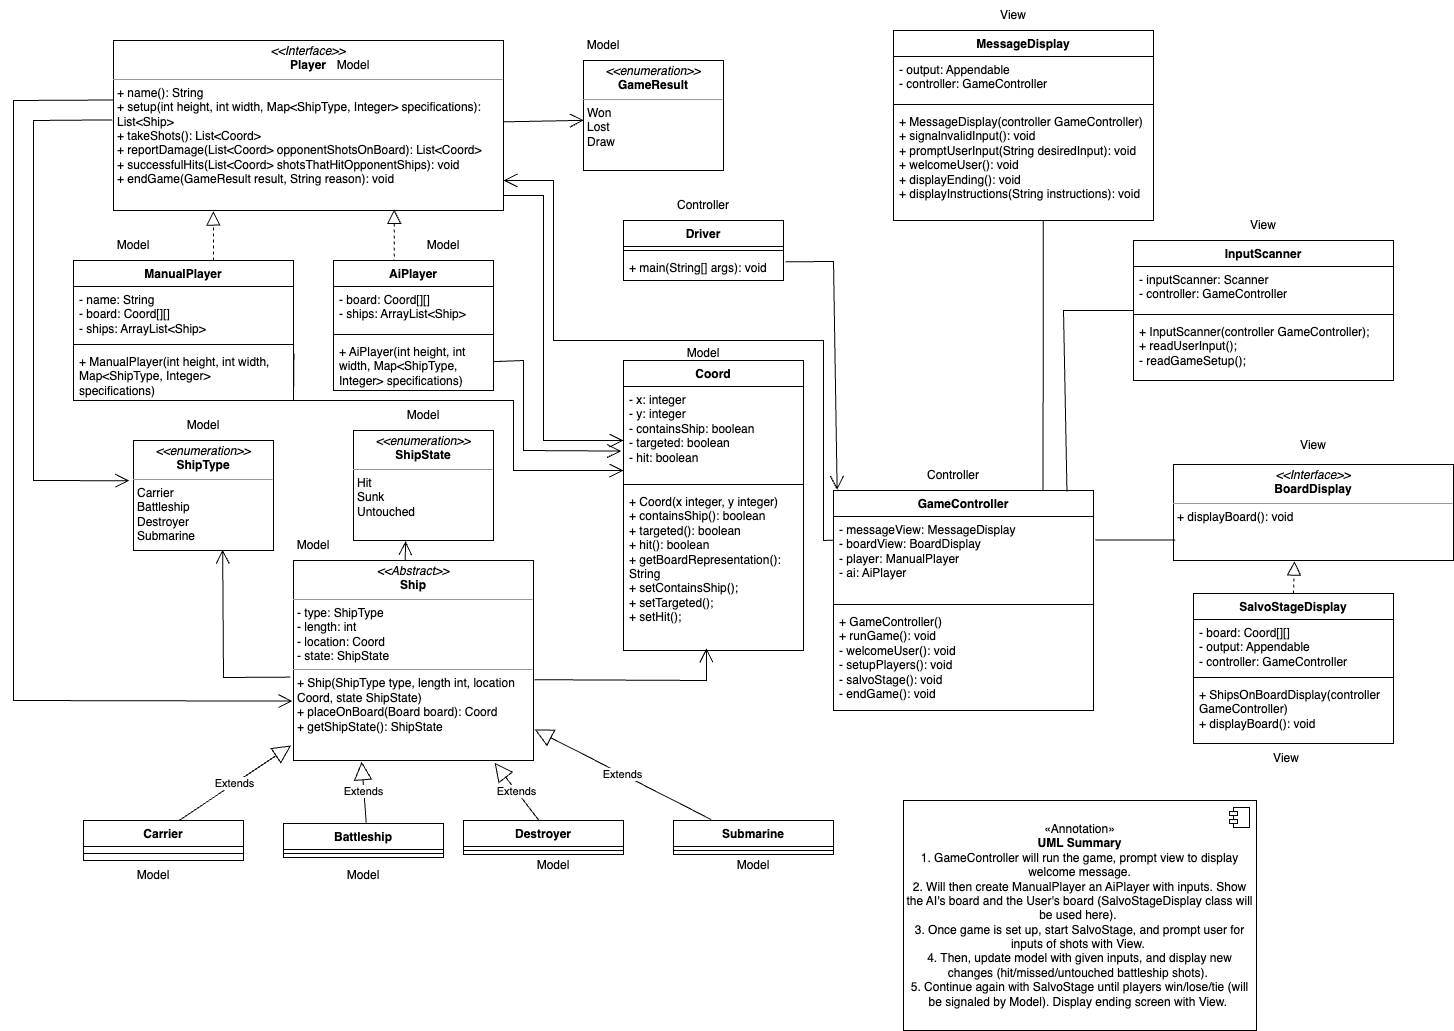 View
MessageDisplay
- output: Appendable
- controller: GameController
+ MessageDisplay(controller GameController)
+ signalInvalidInput(): void
+ promptUserInput(String desiredInput): void
+ welcomeUser(): void
+ displayEnding(): void
+ displayInstructions(String instructions): void
<<Interface>>
Player Model
+ name(): String
+ setup(int height, int width, Map<ShipType, Integer> specifications):
List<Ship>
+ takeShots(): List<Coord>
+ reportDamage(List<Coord> opponentShotsOnBoard): List<Coord>
+ successfulHits(List<Coord> shotsThatHitOpponentShips): void
+ endGame(GameResult result, String reason): void
Model
<<enumeration>>
GameResult
Won
Lost
Draw
Controller
Driver
+ main(String[] args): void
View
InputScanner
- inputScanner: Scanner
- controller: GameController
+ InputScanner(controller GameController);
+ readUserInput();
- readGameSetup();
Model
ManualPlayer
- name: String
- board: Coord[][]
- ships: ArrayList<Ship>
+ ManualPlayer(int height, int width,
Map<ShipType, Integer>
specifications)
Model
AiPlayer
- board: Coord[][]
- ships: ArrayList<Ship>
+ AiPlayer(int height, int
width, Map<ShipType,
Integer> specifications)
Model
Coord
- x: integer
- y: integer
- containsShip: boolean
- targeted: boolean
- hit: boolean
+ Coord(x integer, y integer)
+ containsShip(): boolean
+ targeted(): boolean
+ hit(): boolean
+ getBoardRepresentation():
String
+ setContainsShip();
+ setTargeted();
+ setHit();
Model
<<enumeration>>
ShipType
Carrier
Battleship
Destroyer
Submarine
Model
<<enumeration>>
ShipState
Hit
Sunk
Untouched
Controller
GameController
- messageView: MessageDisplay
- boardView: BoardDisplay
- player: ManualPlayer
- ai: AiPlayer
+ GameController()
+ runGame(): void
- welcomeUser(): void
- setupPlayers(): void
- salvoStage(): void
- endGame(): void
View
<<Interface>>
BoardDisplay
+ displayBoard(): void
SalvoStageDisplay
- board: Coord[][]
- output: Appendable
- controller: GameController
+ ShipsOnBoardDisplay(controller
GameController)
+ displayBoard(): void
View
Model
<<Abstract>>
Ship
- type: ShipType
- length: int
- location: Coord
- state: ShipState
+ Ship(ShipType type, length int, location
Coord, state ShipState)
+ placeOnBoard(Board board): Coord
+ getShipState(): ShipState
Extends
Extends
Extends
Extends
Carrier
Model
Battleship
Model
Destroyer
Model
Submarine
Model
«Annotation»
UML Summary
1. GameController will run the game, prompt view to display
welcome message.
2. Will then create ManualPlayer an AiPlayer with inputs. Show
the AI's board and the User's board (SalvoStageDisplay class will
be used here).
3. Once game is set up, start SalvoStage, and prompt user for
inputs of shots with View.
4. Then, update model with given inputs, and display new
changes (hit/missed/untouched battleship shots).
5. Continue again with SalvoStage until players win/lose/tie (will
be signaled by Model). Display ending screen with View.